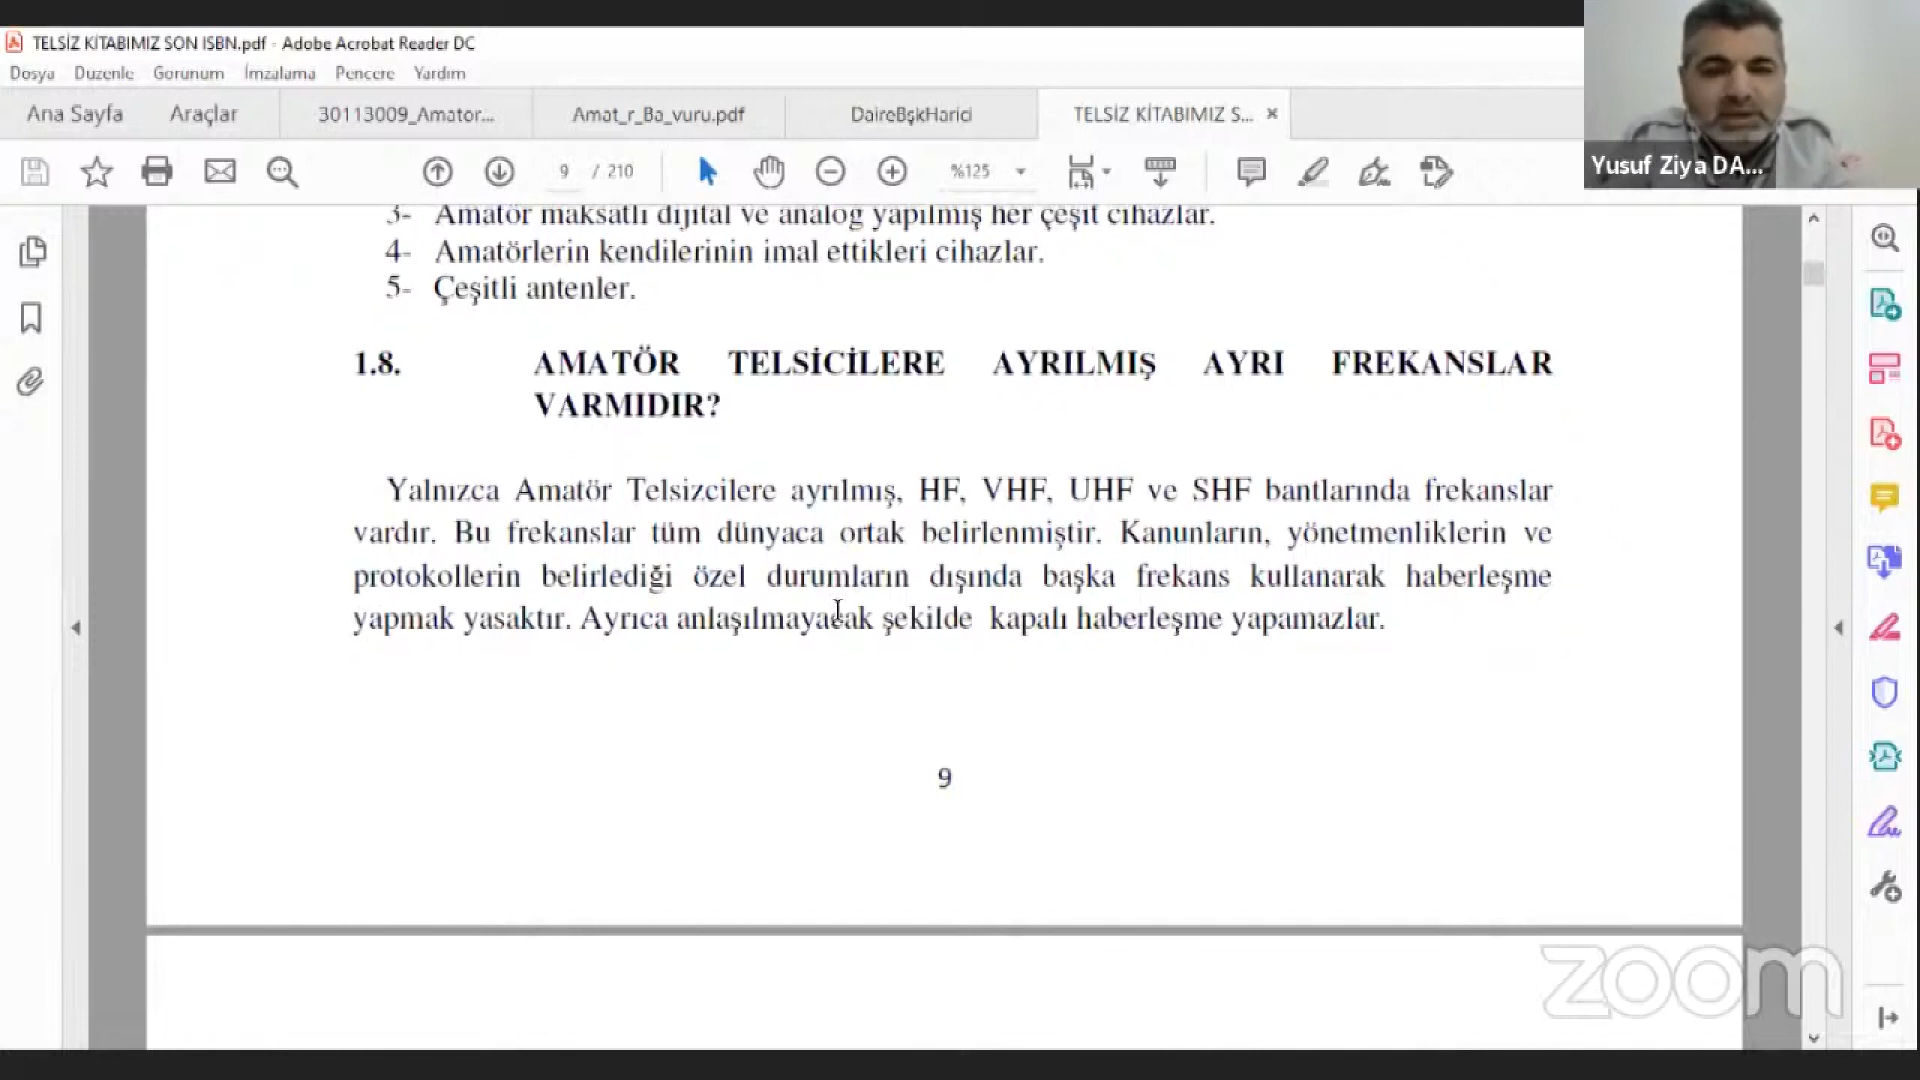 TELSİZ KİTABIMIZ SON ISBN.pdf - Adobe Acrobat Reader DC
Dosya Duzenle Gorunum İmzalama Pencere Yardım
Ana Sayfa Araçlar 30113009_Amator... Amat_r_Ba_vuru.pdf DaireBşkHarici TELSİZ KİTABIMIZ S... ×
9 / 210 %125
Yusuf Ziya DA...
3- Amatör maksatlı dijital ve analog yapılmış her çeşit cihazlar.
4- Amatörlerin kendilerinin imal ettikleri cihazlar.
5- Çeşitli antenler.
1.8. AMATÖR TELSİCİLERE AYRILMIŞ AYRI FREKANSLAR
VARMIDIR?
Yalnızca Amatör Telsizcilere ayrılmış, HF, VHF, UHF ve SHF bantlarında frekanslar
vardır. Bu frekanslar tüm dünyaca ortak belirlenmiştir. Kanunların, yönetmenliklerin ve
protokollerin belirlediği özel durumların dışında başka frekans kullanarak haberleşme
yapmak yasaktır. Ayrıca anlaşılmayacak şekilde kapalı haberleşme yapamazlar.
9
zoom